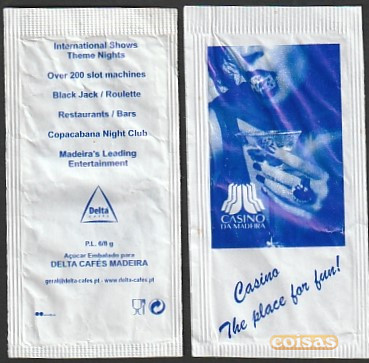 International Shows
Theme Nights
Over 200 slot machines
Black Jack / Roulette
Restaurants / Bars
Copacabana Night Club
Madeira's Leading
Entertainment
Delta
CAFÉS
P.L. 6/8 g
Açúcar Embalado para
DELTA CAFÉS MADEIRA
geral@delta-cafes.pt - www.delta-cafes.pt
CASINO
DA MADEIRA
Casino
The place for fun!
coisas